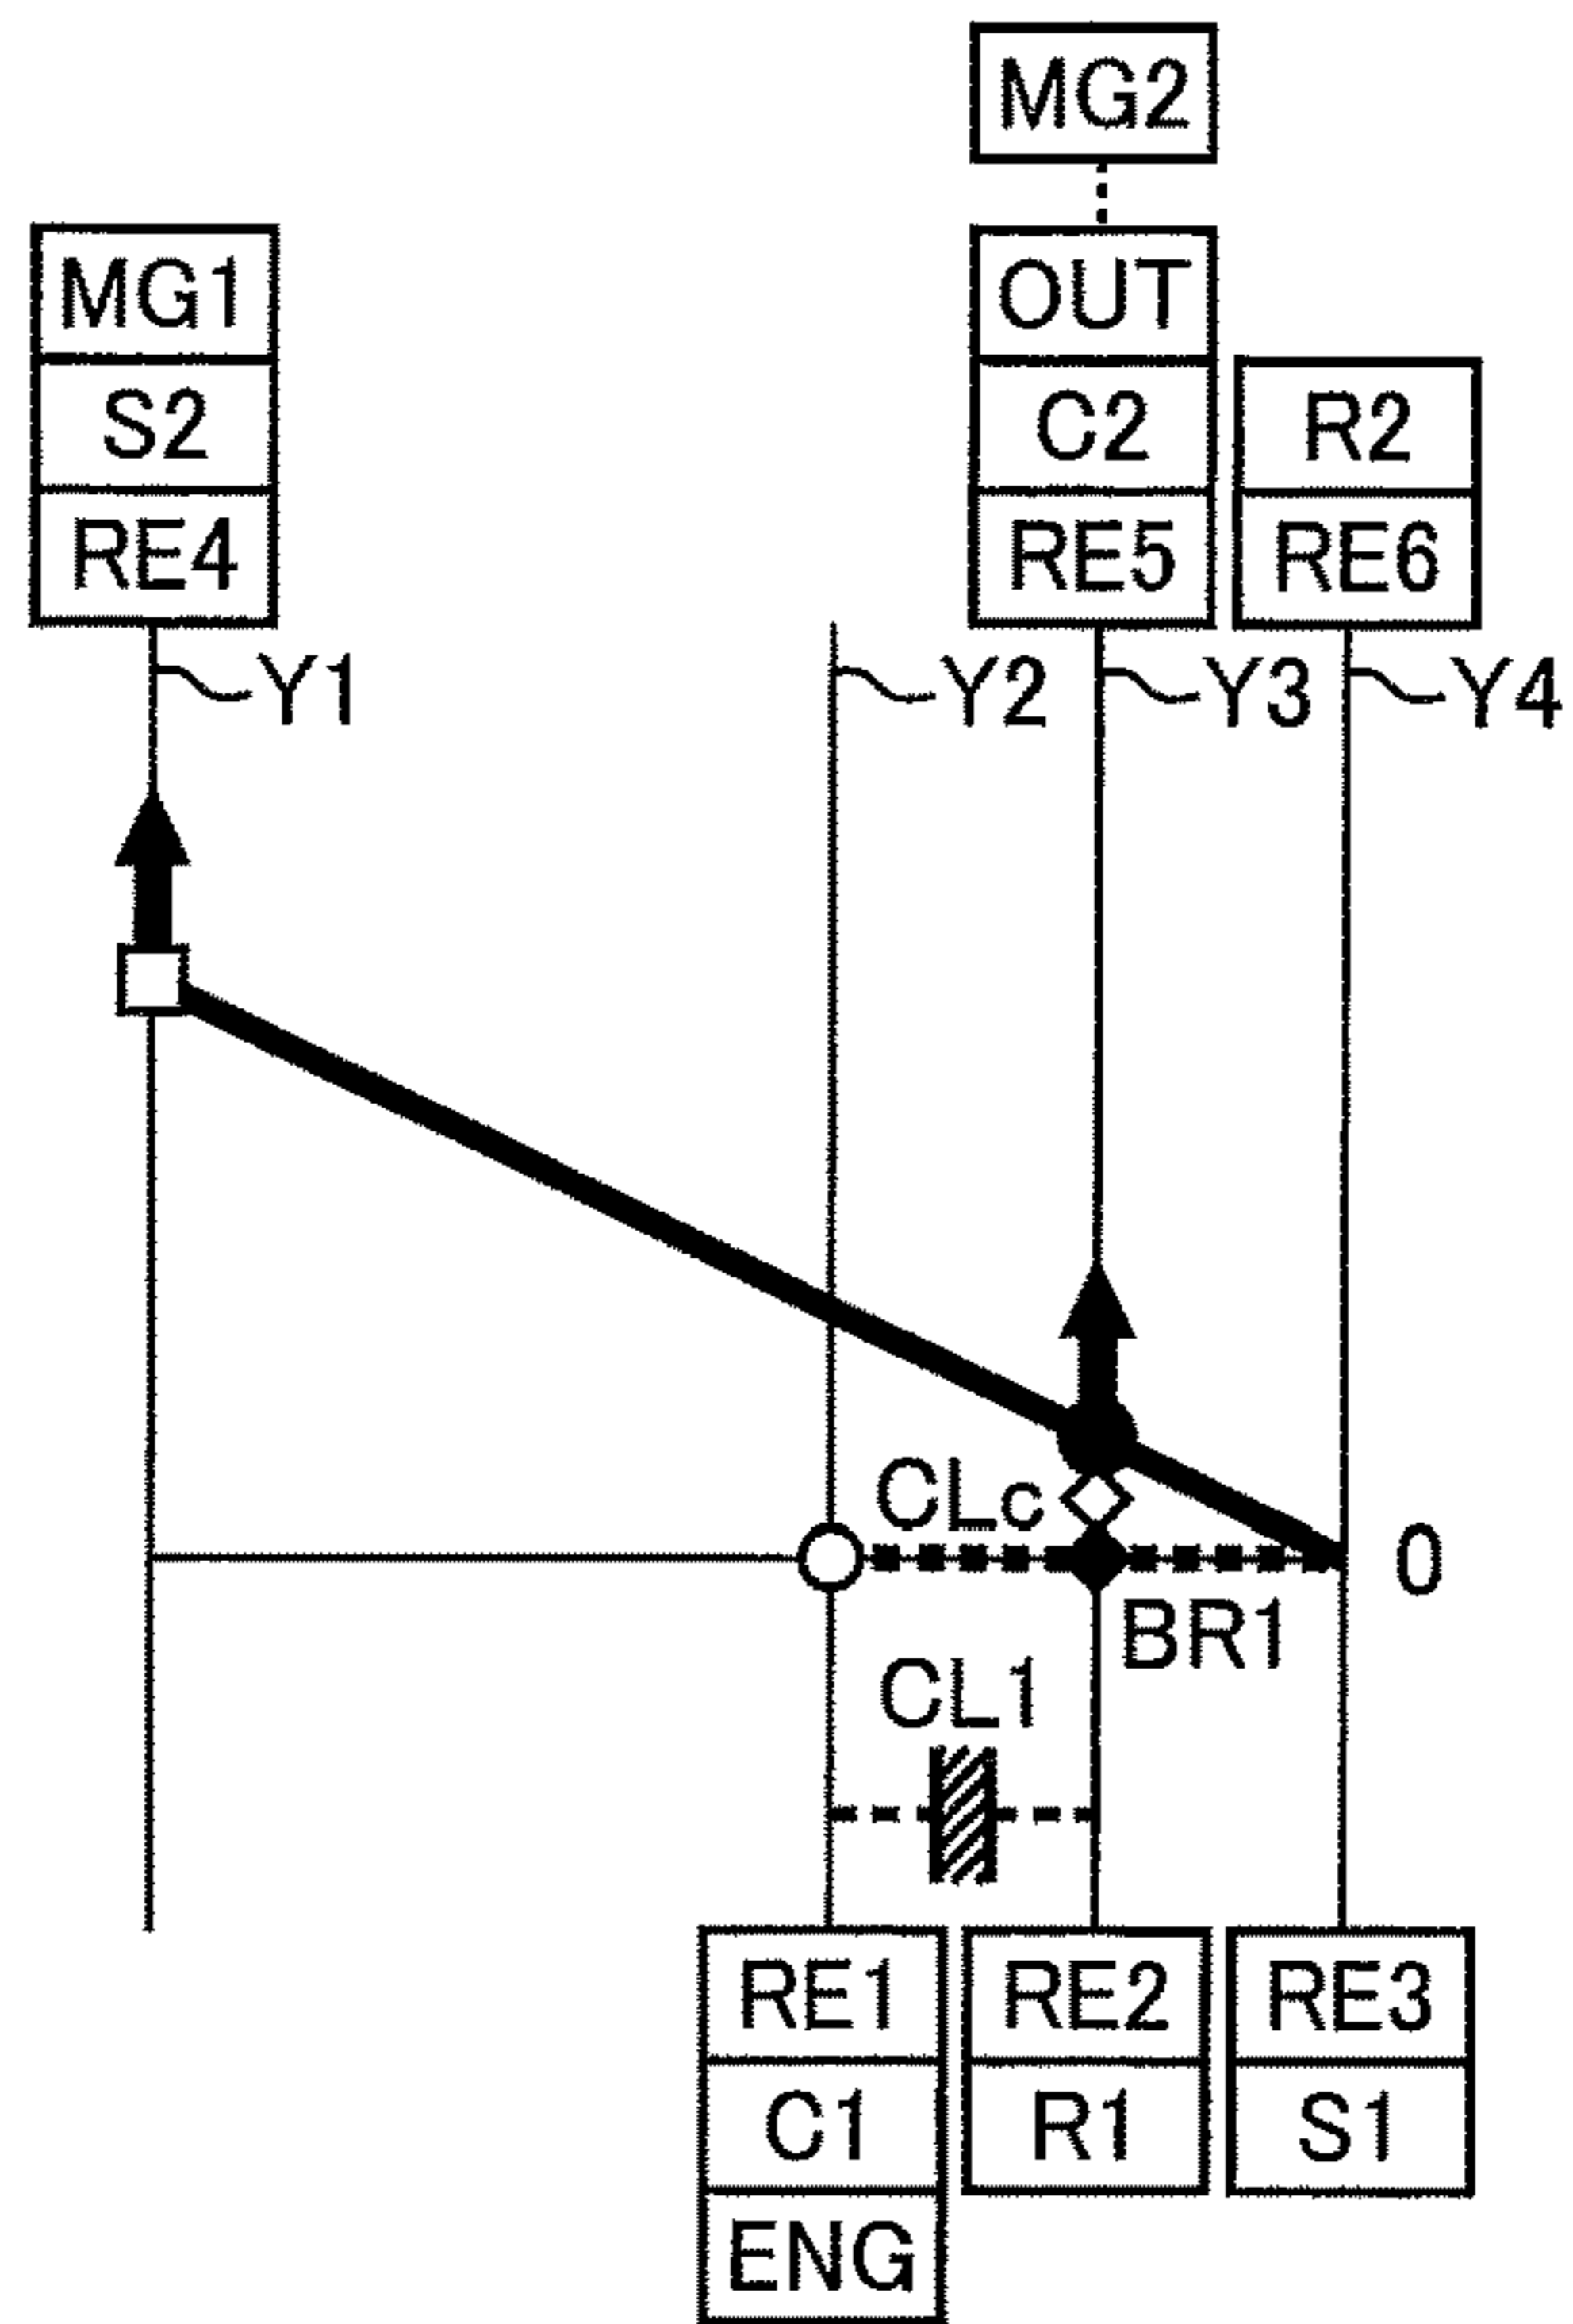 MG2
MG1
OUT
S2
C2
R2
RE4
RE5
RE6
Y1
Y2
Y3
Y4
CLc
0
BR1
CL1
RE1
RE2
RE3
C1
R1
S1
ENG